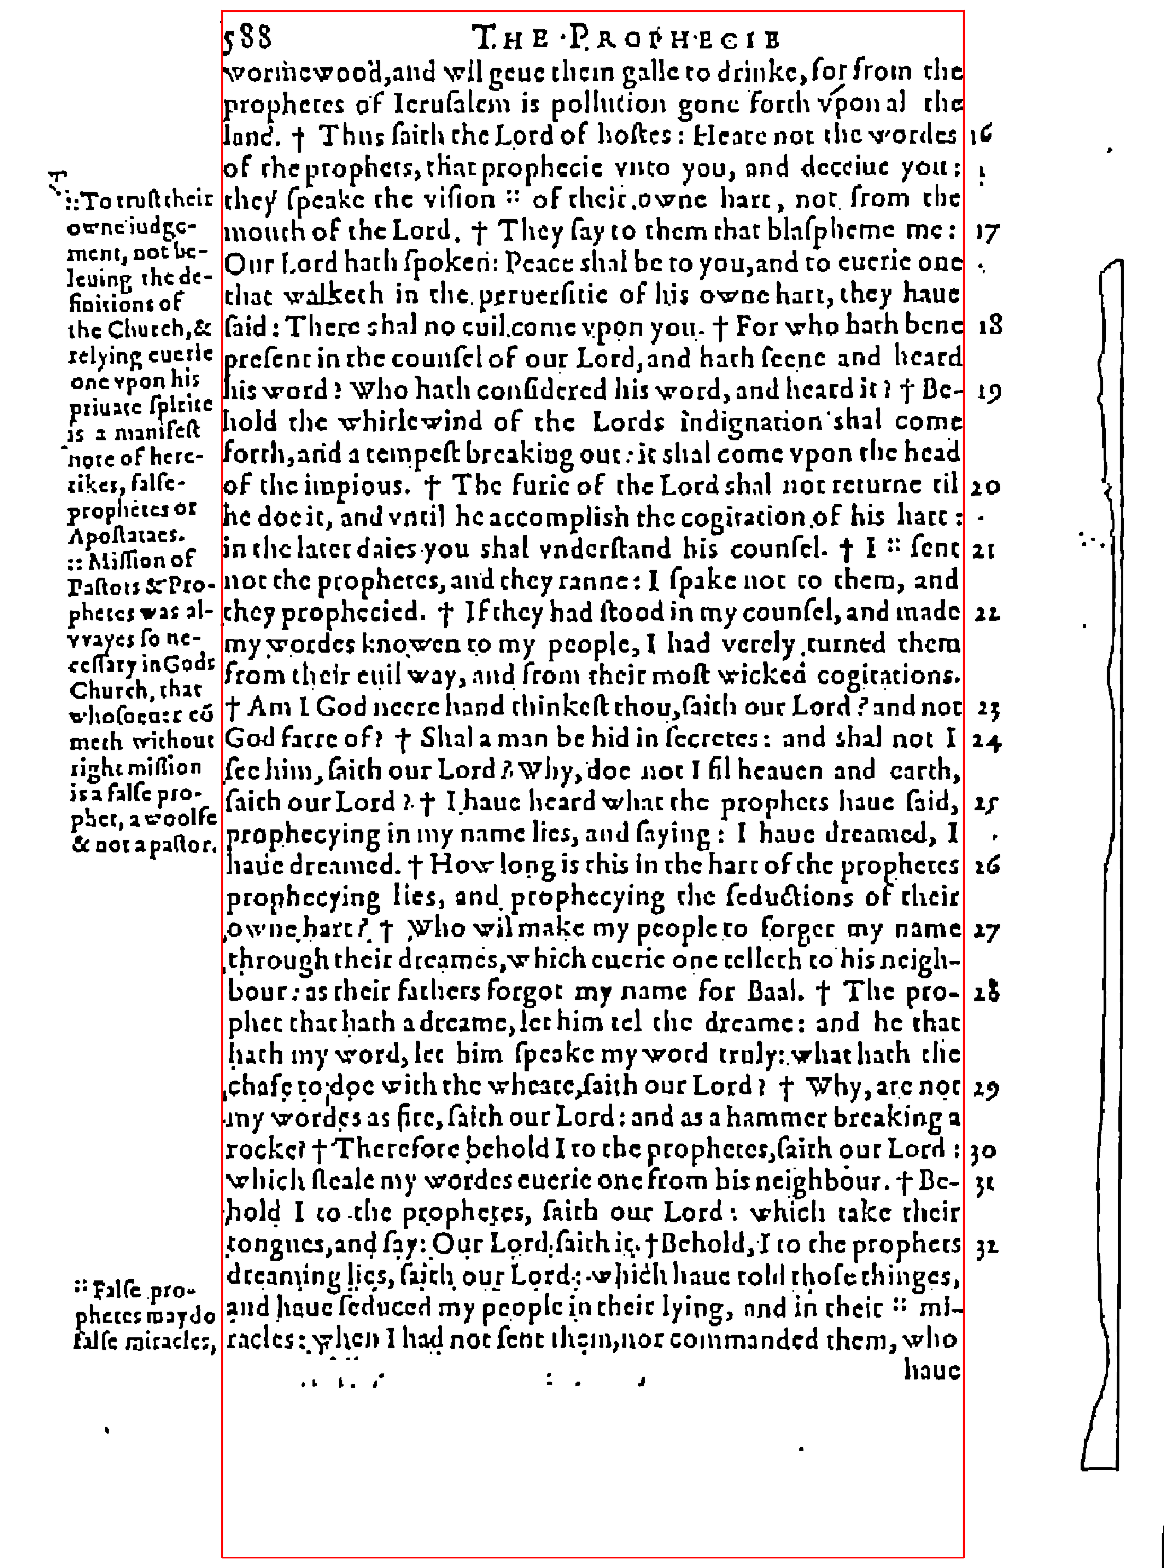 588 THE PROPHECIE
wormewood, and wil geue them galle to drinke, for from the
prophetes of Ierusalem is pollution gone forth vpon al the
land. † Thus saith the Lord of hostes: Heare not the wordes 16
of the prophets, that prophecie vnto you, and deceiue you:
they speake the vision :: of their owne hart, not from the
mouth of the Lord. † They say to them that blaspheme me: 17
Our Lord hath spoken: Peace shal be to you, and to euerie one
that walketh in the peruersitie of his owne hart, they haue
said: There shal no euil come vpon you. † For who hath bene 18
present in the counsel of our Lord, and hath seene and heard
his word? Who hath considered his word, and heard it? † Be- 19
hold the whirlewind of the Lords indignation shal come
forth, and a tempest breaking out: it shal come vpon the head
of the impious. † The furie of the Lord shal not returne til 20
he doe it, and vntil he accomplish the cogitation of his hart:
in the later daies you shal vnderstand his counsel. † I :: sent 21
not the prophetes, and they ranne: I spake not to them, and
they prophecied. † If they had stood in my counsel, and made 22
my wordes knowen to my people, I had verely turned them
from their euil way, and from their most wicked cogitations.
† Am I God neere hand thinkest thou, saith our Lord? and not 23
God farre of? † Shal a man be hid in secretes: and shal not I 24
see him, saith our Lord? Why, doe not I fil heauen and earth,
saith our Lord? † I haue heard what the prophets haue said, 25
prophecying in my name lies, and saying: I haue dreamed, I
haue dreamed. † How long is this in the hart of the prophetes 26
prophecying lies, and prophecying the seductions of their
owne hart? † Who wil make my people to forget my name 27
through their dreames, which euerie one telleth to his neigh-
bour: as their fathers forgot my name for Baal. † The pro- 28
phet that hath a dreame, let him tel the dreame: and he that
hath my word, let him speake my word truly: what hath the
chafe to doe with the wheate, saith our Lord? † Why, are not 29
my wordes as fire, saith our Lord: and as a hammer breaking a
rocke? † Therefore behold I to the prophetes, saith our Lord: 30
which steale my wordes euerie one from his neighbour. † Be- 31
hold I to the prophetes, saith our Lord: which take their
tongues, and say: Our Lord saith it. † Behold, I to the prophets 32
dreaming lies, saith our Lord: which haue told those thinges,
and haue seduced my people in their lying, and in their :: mi-
racles: when I had not sent them, nor commanded them, who
haue
:: To trust their
owne iudge-
ment, not be-
leuing the de-
finitions of
the Church, &
relying euerie
one vpon his
priuate spirite
is a manifest
note of here-
tikes, false-
prophetes or
Apostataes.
:: Mission of
Pastors & Pro-
phetes was al-
vvayes so ne-
cessary in Gods
Church, that
whosoeuer cō
meth without
right mission
is a false pro-
phet, a woolfe
& not a pastor.
:: False pro-
phetes may do
false miracles,